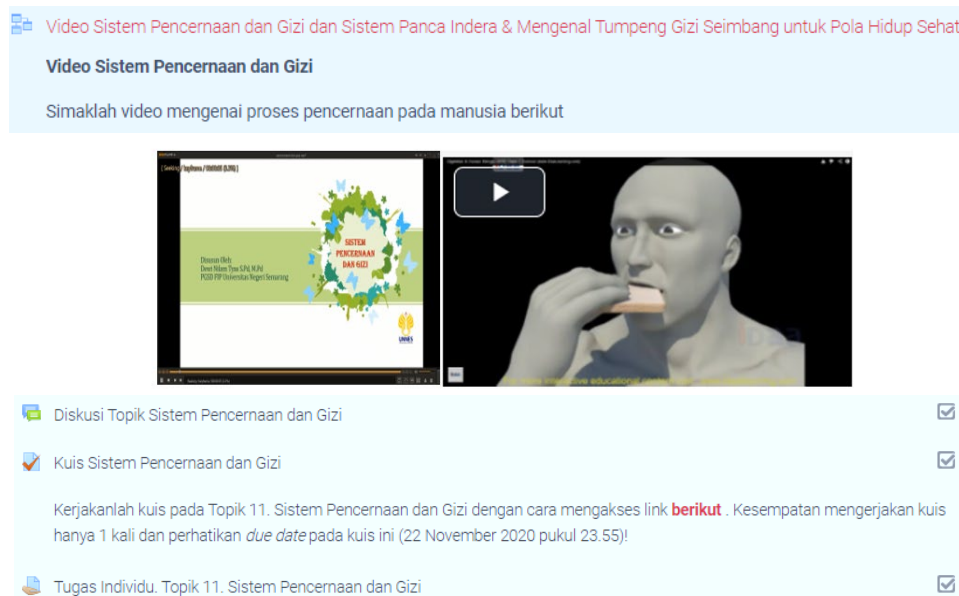 Video Sistem Pencernaan dan Gizi dan Sistem Panca Indera & Mengenal Tumpeng Gizi Seimbang untuk Pola Hidup Sehat
Video Sistem Pencernaan dan Gizi
Simaklah video mengenai proses pencernaan pada manusia berikut
SISTEM
PENCERNAAN
DAN GIZI
Disusun Oleh:
Dewi Nilam Tyas S.Pd, M.Pd
PGSD FIP Universitas Negeri Semarang
UNNES
Diskusi Topik Sistem Pencernaan dan Gizi
Kuis Sistem Pencernaan dan Gizi
Kerjakanlah kuis pada Topik 11. Sistem Pencernaan dan Gizi dengan cara mengakses link berikut . Kesempatan mengerjakan kuis
hanya 1 kali dan perhatikan due date pada kuis ini (22 November 2020 pukul 23.55)!
Tugas Individu. Topik 11. Sistem Pencernaan dan Gizi